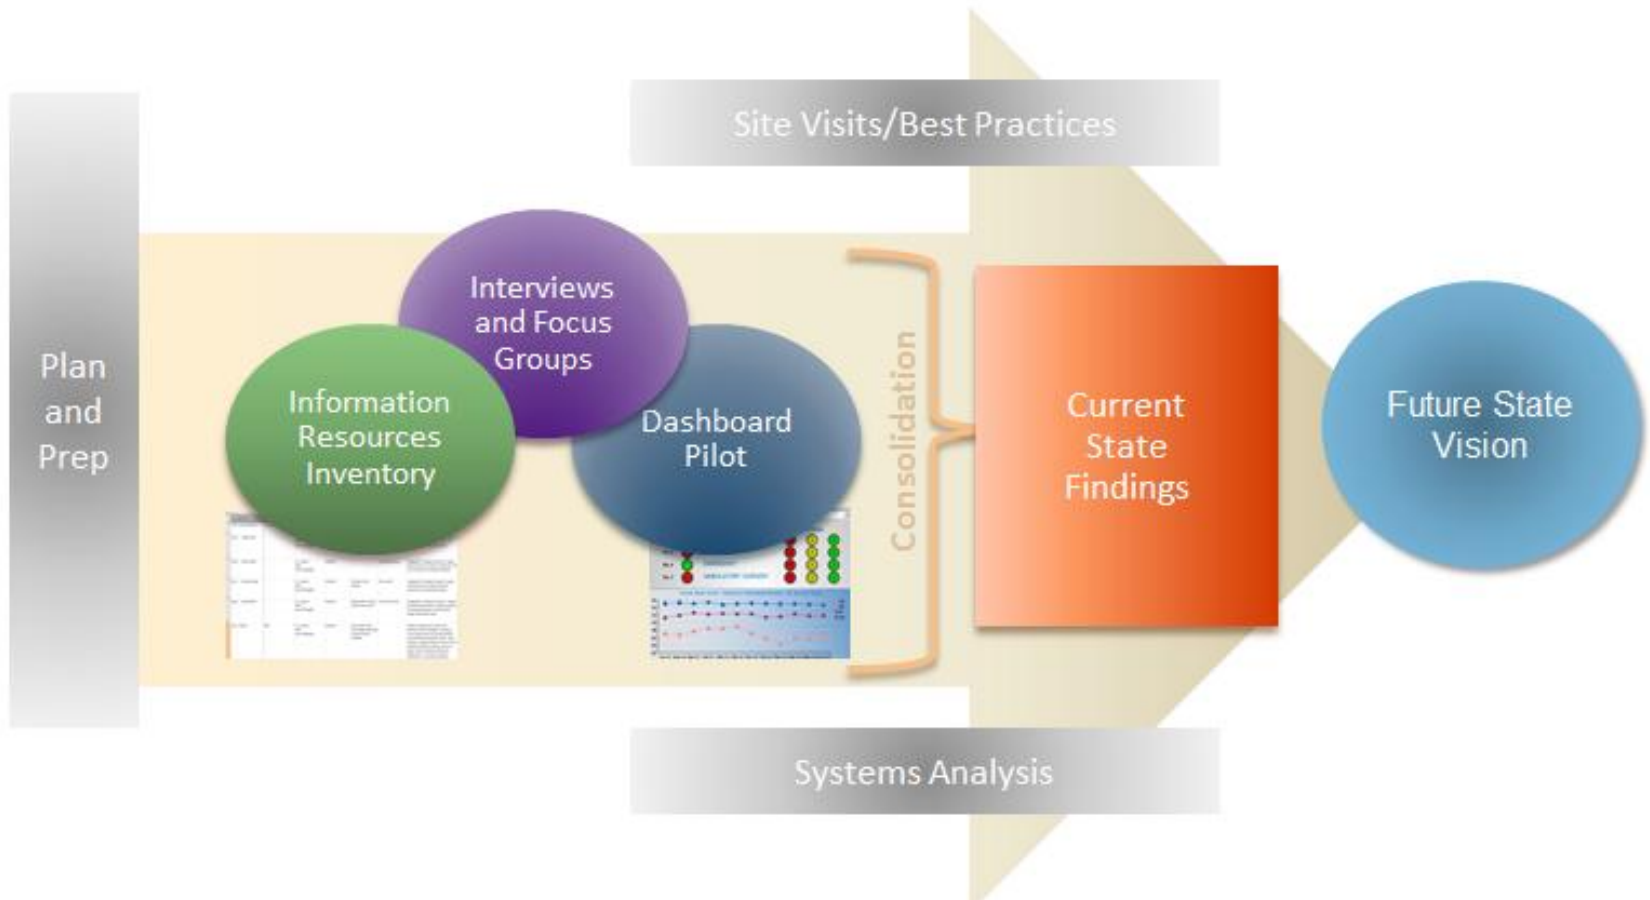 Site Visits/Best Practices
Plan
and
Prep
Interviews
and Focus
Groups
Information
Resources
Inventory
Dashboard
Pilot
Consolidation
Current
State
Findings
Future State
Vision
Systems Analysis